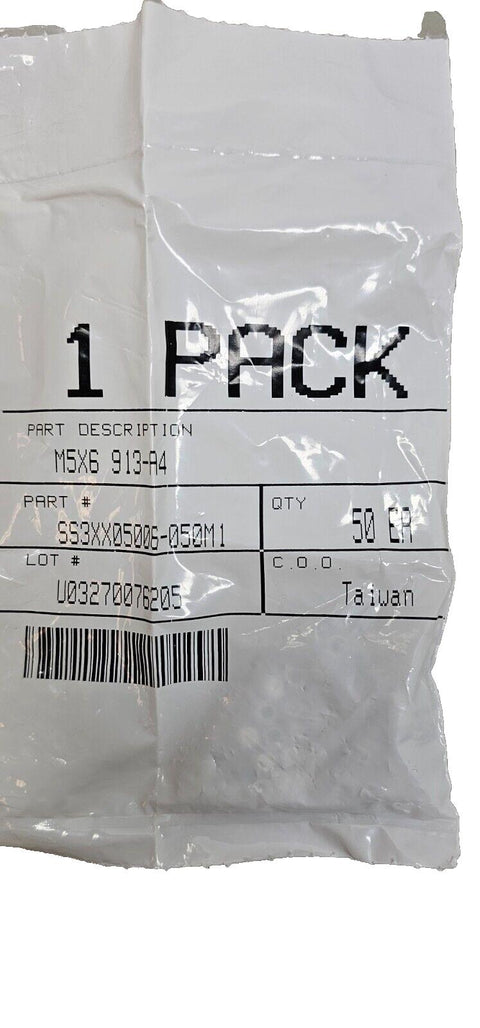 1 PACK
PART DESCRIPTION
M5X6 913-A4
PART #
QTY
SS3XX05006-050M1
50 EA
LOT #
C.O.O.
U03270076205
Taiwan